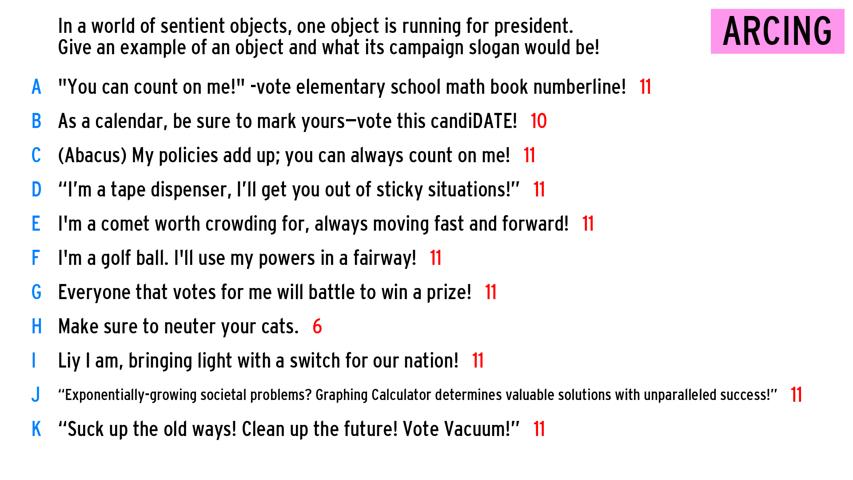 In a world of sentient objects, one object is running for president.
Give an example of an object and what its campaign slogan would be!
ARCING
A "You can count on me!" -vote elementary school math book numberline! 11
B As a calendar, be sure to mark yours—vote this candiDATE! 10
C (Abacus) My policies add up; you can always count on me! 11
D “I’m a tape dispenser, I’ll get you out of sticky situations!” 11
E I'm a comet worth crowding for, always moving fast and forward! 11
F I'm a golf ball. I'll use my powers in a fairway! 11
G Everyone that votes for me will battle to win a prize! 11
H Make sure to neuter your cats. 6
I Liy I am, bringing light with a switch for our nation! 11
J “Exponentially-growing societal problems? Graphing Calculator determines valuable solutions with unparalleled success!” 11
K “Suck up the old ways! Clean up the future! Vote Vacuum!” 11